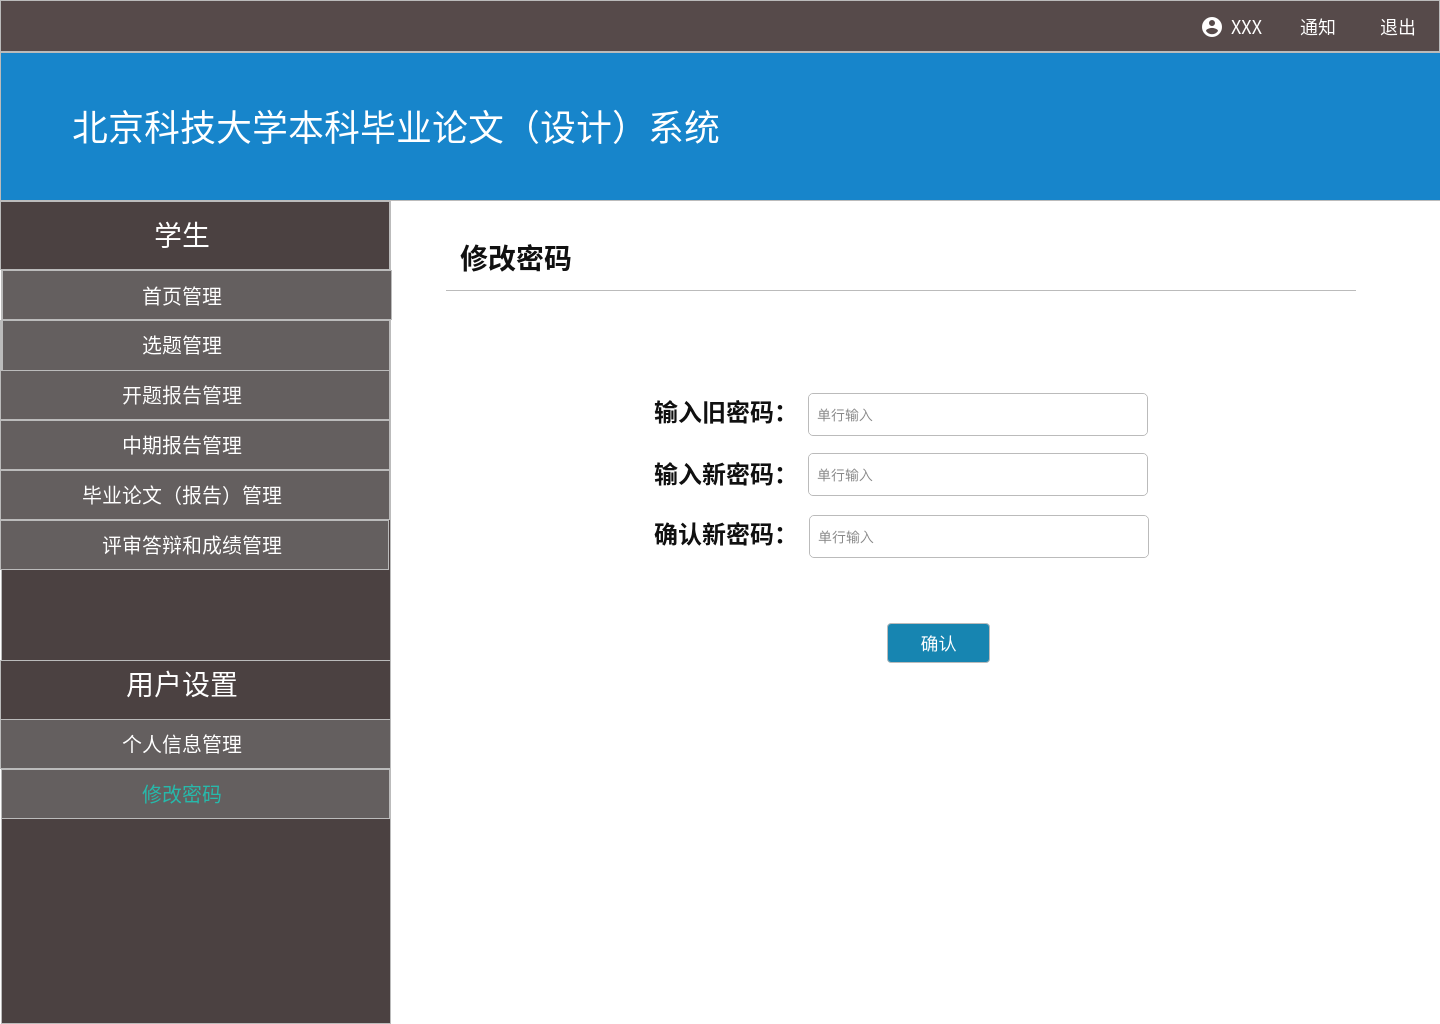 XXX 通知 退出
北京科技大学本科毕业论文（设计）系统
学生
首页管理
选题管理
开题报告管理
中期报告管理
毕业论文（报告）管理
评审答辩和成绩管理
用户设置
个人信息管理
修改密码
修改密码
输入旧密码： 单行输入
输入新密码： 单行输入
确认新密码： 单行输入
确认